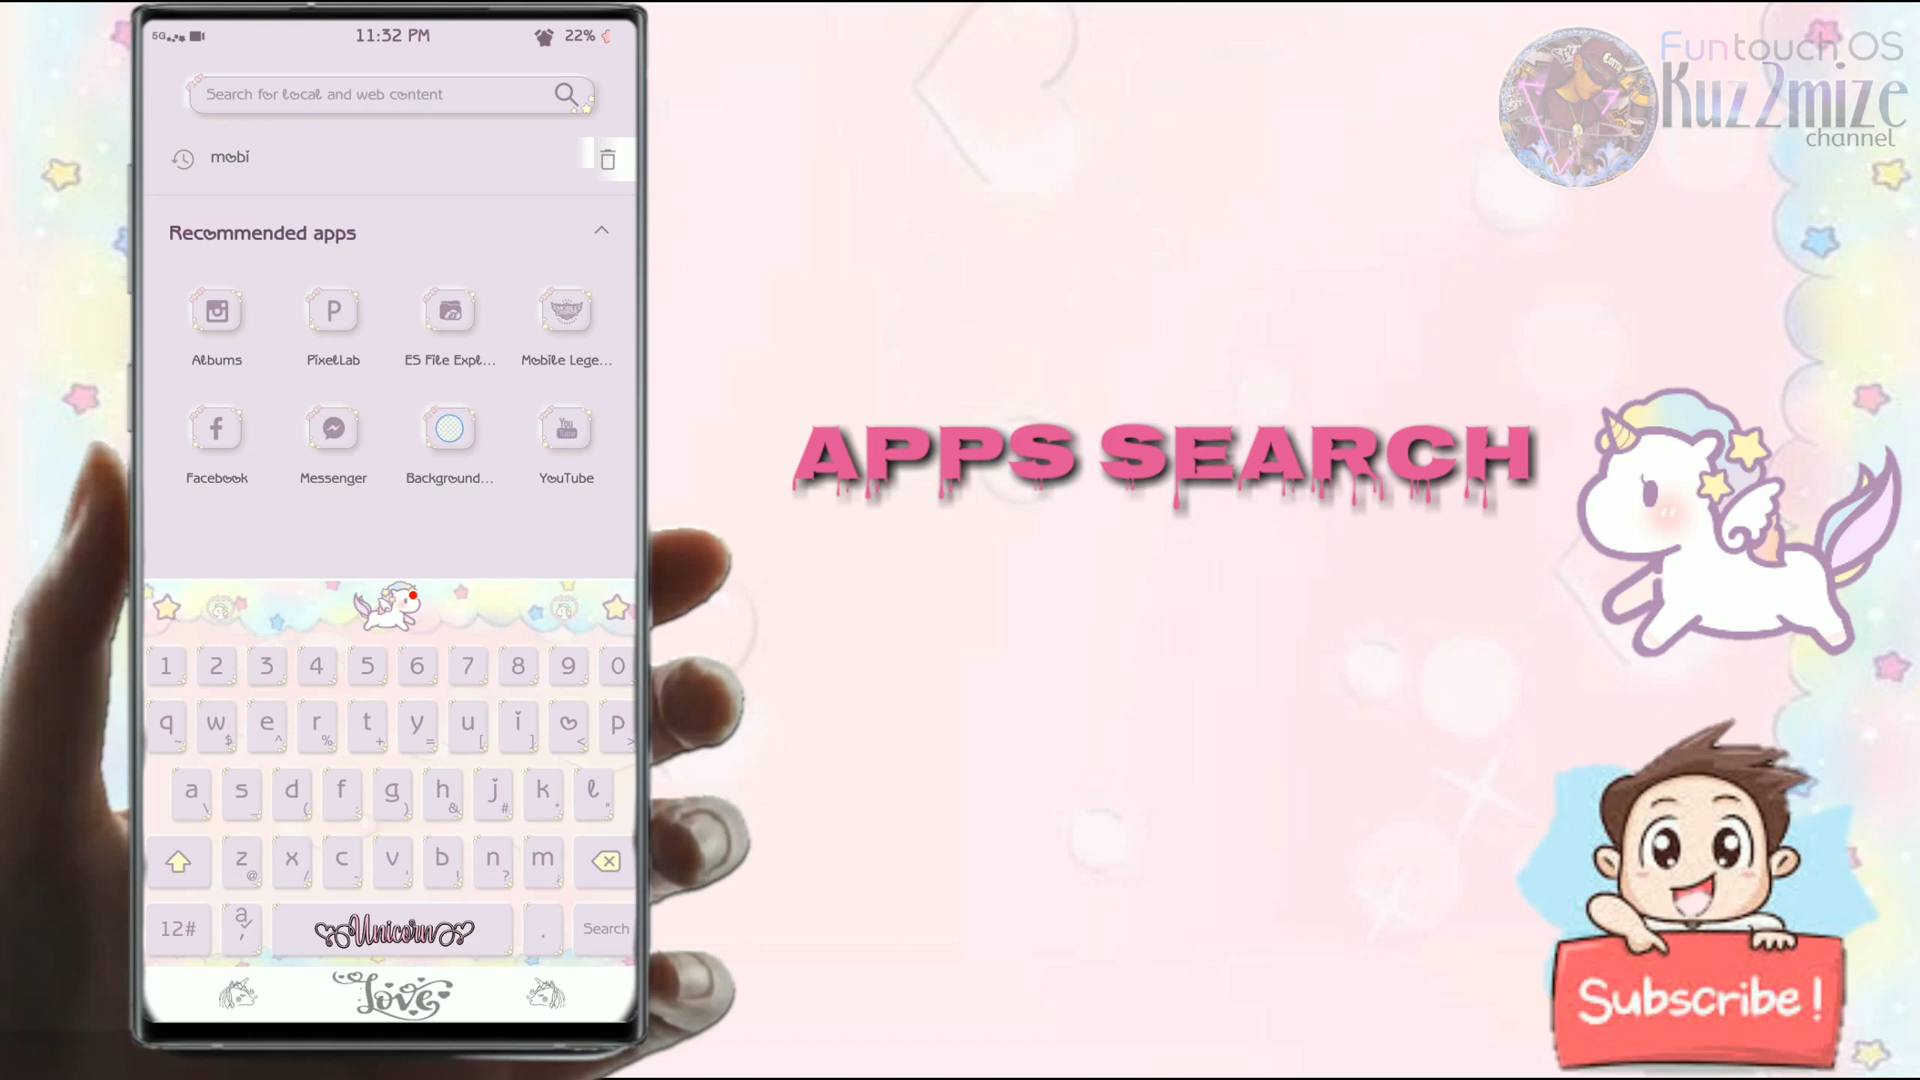 5G
11:32 PM
22%
Search for local and web content
mobi
Recommended apps
Albums
PixelLab
ES File Expl...
Mobile Lege...
Facebook
Messenger
Background...
YouTube
1 2 3 4 5 6 7 8 9 0
q w e r t y u i o p
~ $ ^ % + = [ ] < >
a s d f g h j k l
\ _ ( : ) & # * "
z x c v b n m
@ / - ' ! ? ;
12#
a
,
Unicorn
.
Search
Love
APPS SEARCH
Funtouch OS
Kuz2mize
channel
Subscribe!